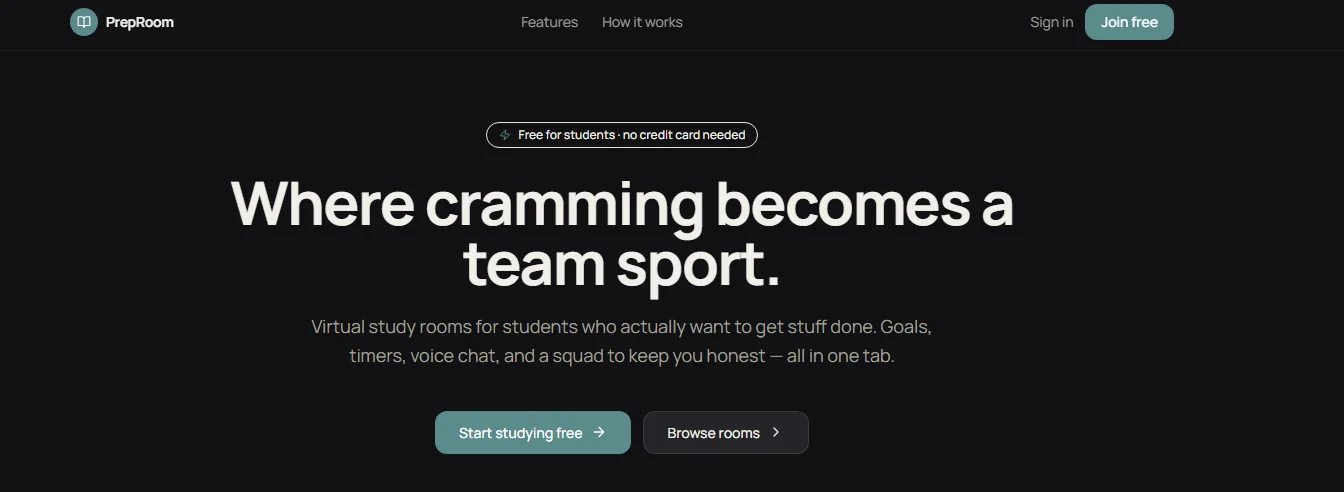 PrepRoom
Features
How it works
Sign in
Join free
Free for students · no credit card needed
Where cramming becomes a
team sport.
Virtual study rooms for students who actually want to get stuff done. Goals,
timers, voice chat, and a squad to keep you honest — all in one tab.
Start studying free
Browse rooms